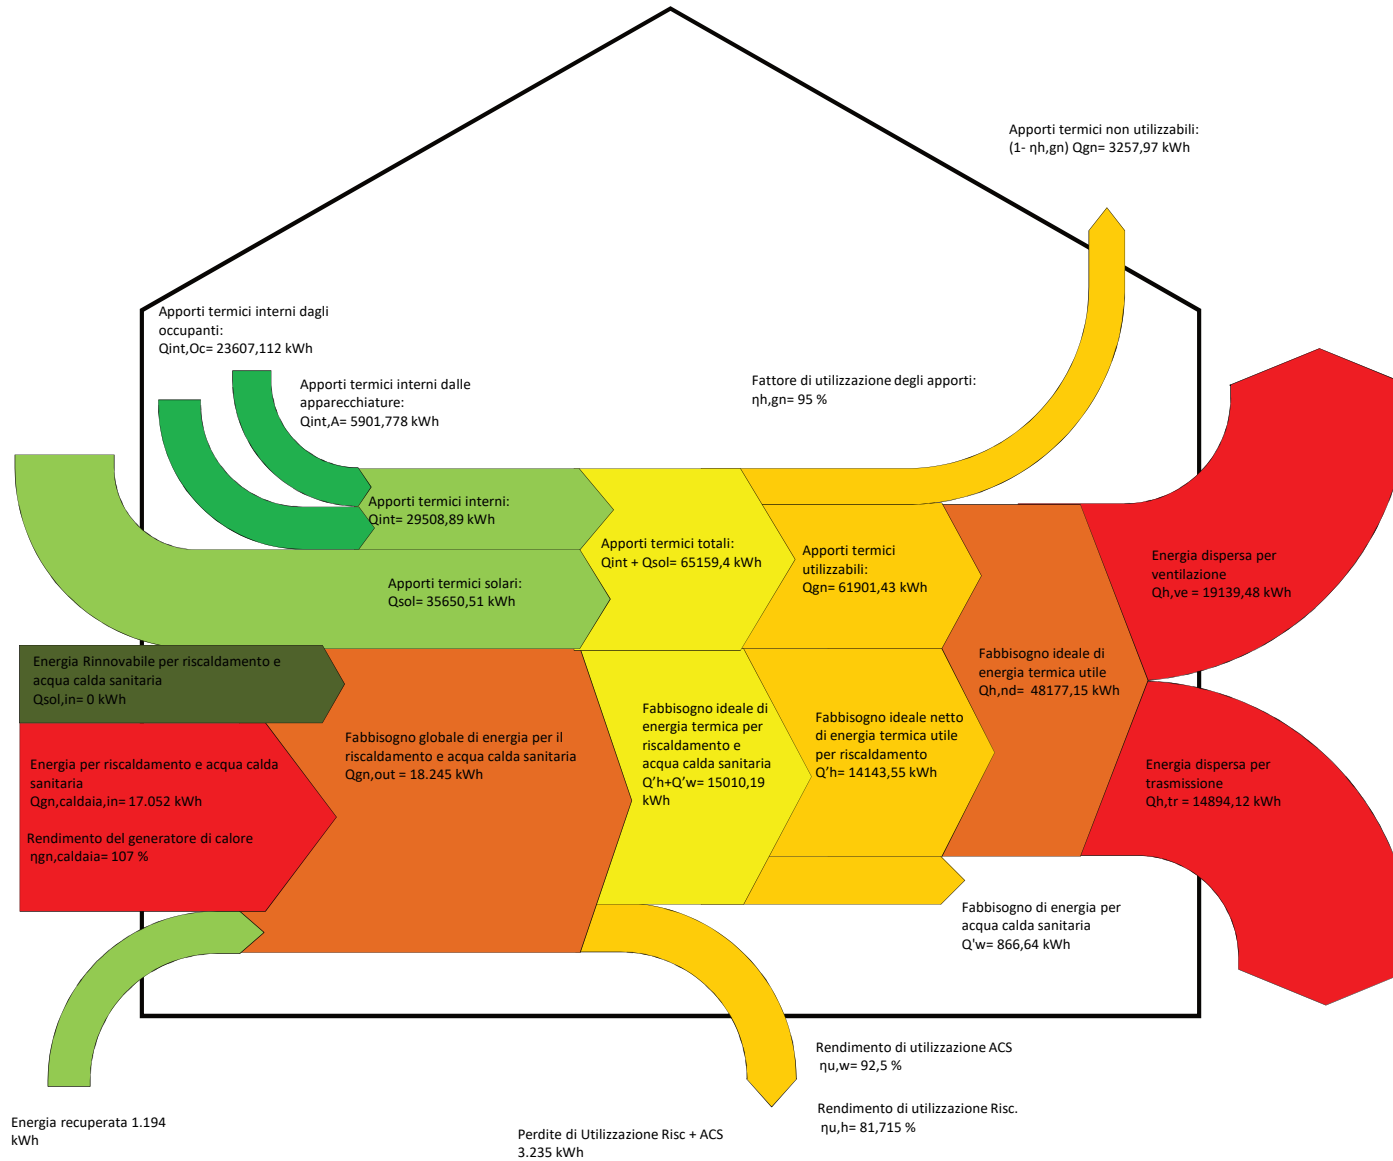 Apporti termici non utilizzabili:
(1- ηh,gn) Qgn= 3257,97 kWh
Apporti termici interni dagli
occupanti:
Qint,Oc= 23607,112 kWh
Apporti termici interni dalle
apparecchiature:
Qint,A= 5901,778 kWh
Fattore di utilizzazione degli apporti:
ηh,gn= 95 %
Apporti termici interni:
Qint= 29508,89 kWh
Apporti termici solari:
Qsol= 35650,51 kWh
Apporti termici totali:
Qint + Qsol= 65159,4 kWh
Apporti termici
utilizzabili:
Qgn= 61901,43 kWh
Energia dispersa per
ventilazione
Qh,ve = 19139,48 kWh
Energia Rinnovabile per riscaldamento e
acqua calda sanitaria
Qsol,in= 0 kWh
Energia per riscaldamento e acqua calda
sanitaria
Qgn,caldaia,in= 17.052 kWh
Rendimento del generatore di calore
ηgn,caldaia= 107 %
Fabbisogno globale di energia per il
riscaldamento e acqua calda sanitaria
Qgn,out = 18.245 kWh
Fabbisogno ideale di
energia termica per
riscaldamento e
acqua calda sanitaria
Q’h+Q’w= 15010,19
kWh
Fabbisogno ideale netto
di energia termica utile
per riscaldamento
Q’h= 14143,55 kWh
Fabbisogno ideale di
energia termica utile
Qh,nd= 48177,15 kWh
Energia dispersa per
trasmissione
Qh,tr = 14894,12 kWh
Fabbisogno di energia per
acqua calda sanitaria
Q'w= 866,64 kWh
Rendimento di utilizzazione ACS
ηu,w= 92,5 %
Rendimento di utilizzazione Risc.
ηu,h= 81,715 %
Energia recuperata 1.194
kWh
Perdite di Utilizzazione Risc + ACS
3.235 kWh